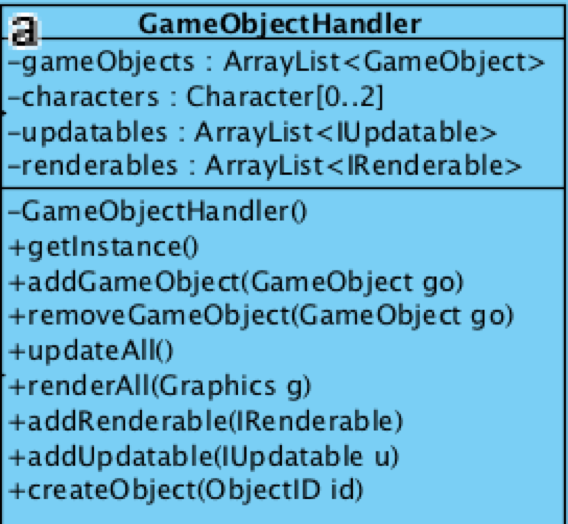 a
GameObjectHandler
-gameObjects : ArrayList<GameObject>
-characters : Character[0..2]
-updatables : ArrayList<IUpdatable>
-renderables : ArrayList<IRenderable>
-GameObjectHandler()
+getInstance()
+addGameObject(GameObject go)
+removeGameObject(GameObject go)
+updateAll()
+renderAll(Graphics g)
+addRenderable(IRenderable)
+addUpdatable(IUpdatable u)
+createObject(ObjectID id)